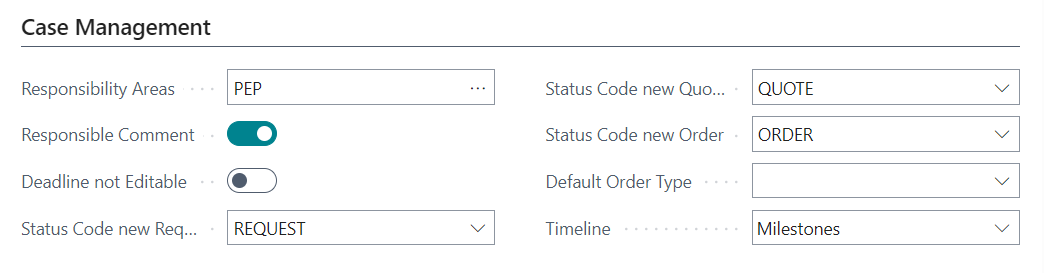 Case Management
Responsibility Areas PEP ...
Responsible Comment
Deadline not Editable
Status Code new Req... REQUEST
Status Code new Quo... QUOTE
Status Code new Order ORDER
Default Order Type
Timeline Milestones